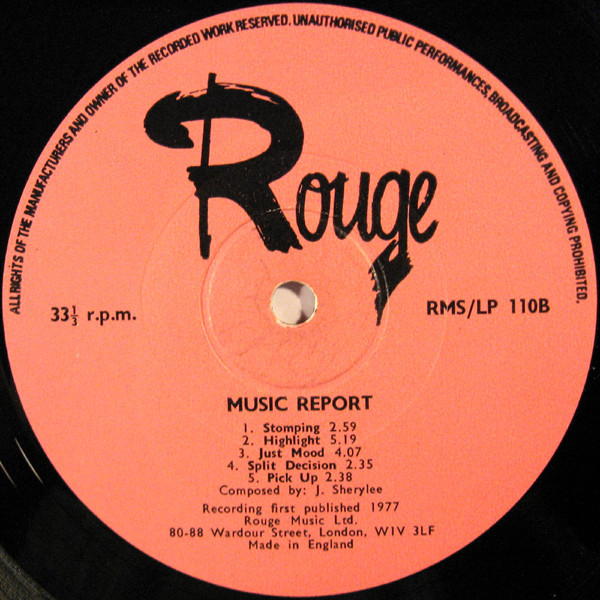 ALL RIGHTS OF THE MANUFACTURERS AND OWNER OF THE RECORDED WORK RESERVED. UNAUTHORISED PUBLIC PERFORMANCES, BROADCASTING AND COPYING PROHIBITED.
Rouge
33⅓ r.p.m.
RMS/LP 110B
MUSIC REPORT
1. Stomping 2.59
2. Highlight 5.19
3. Just Mood 4.07
4. Split Decision 2.35
5. Pick Up 2.38
Composed by: J. Sherylee
Recording first published 1977
Rouge Music Ltd.
80-88 Wardour Street, London, W1V 3LF
Made in England